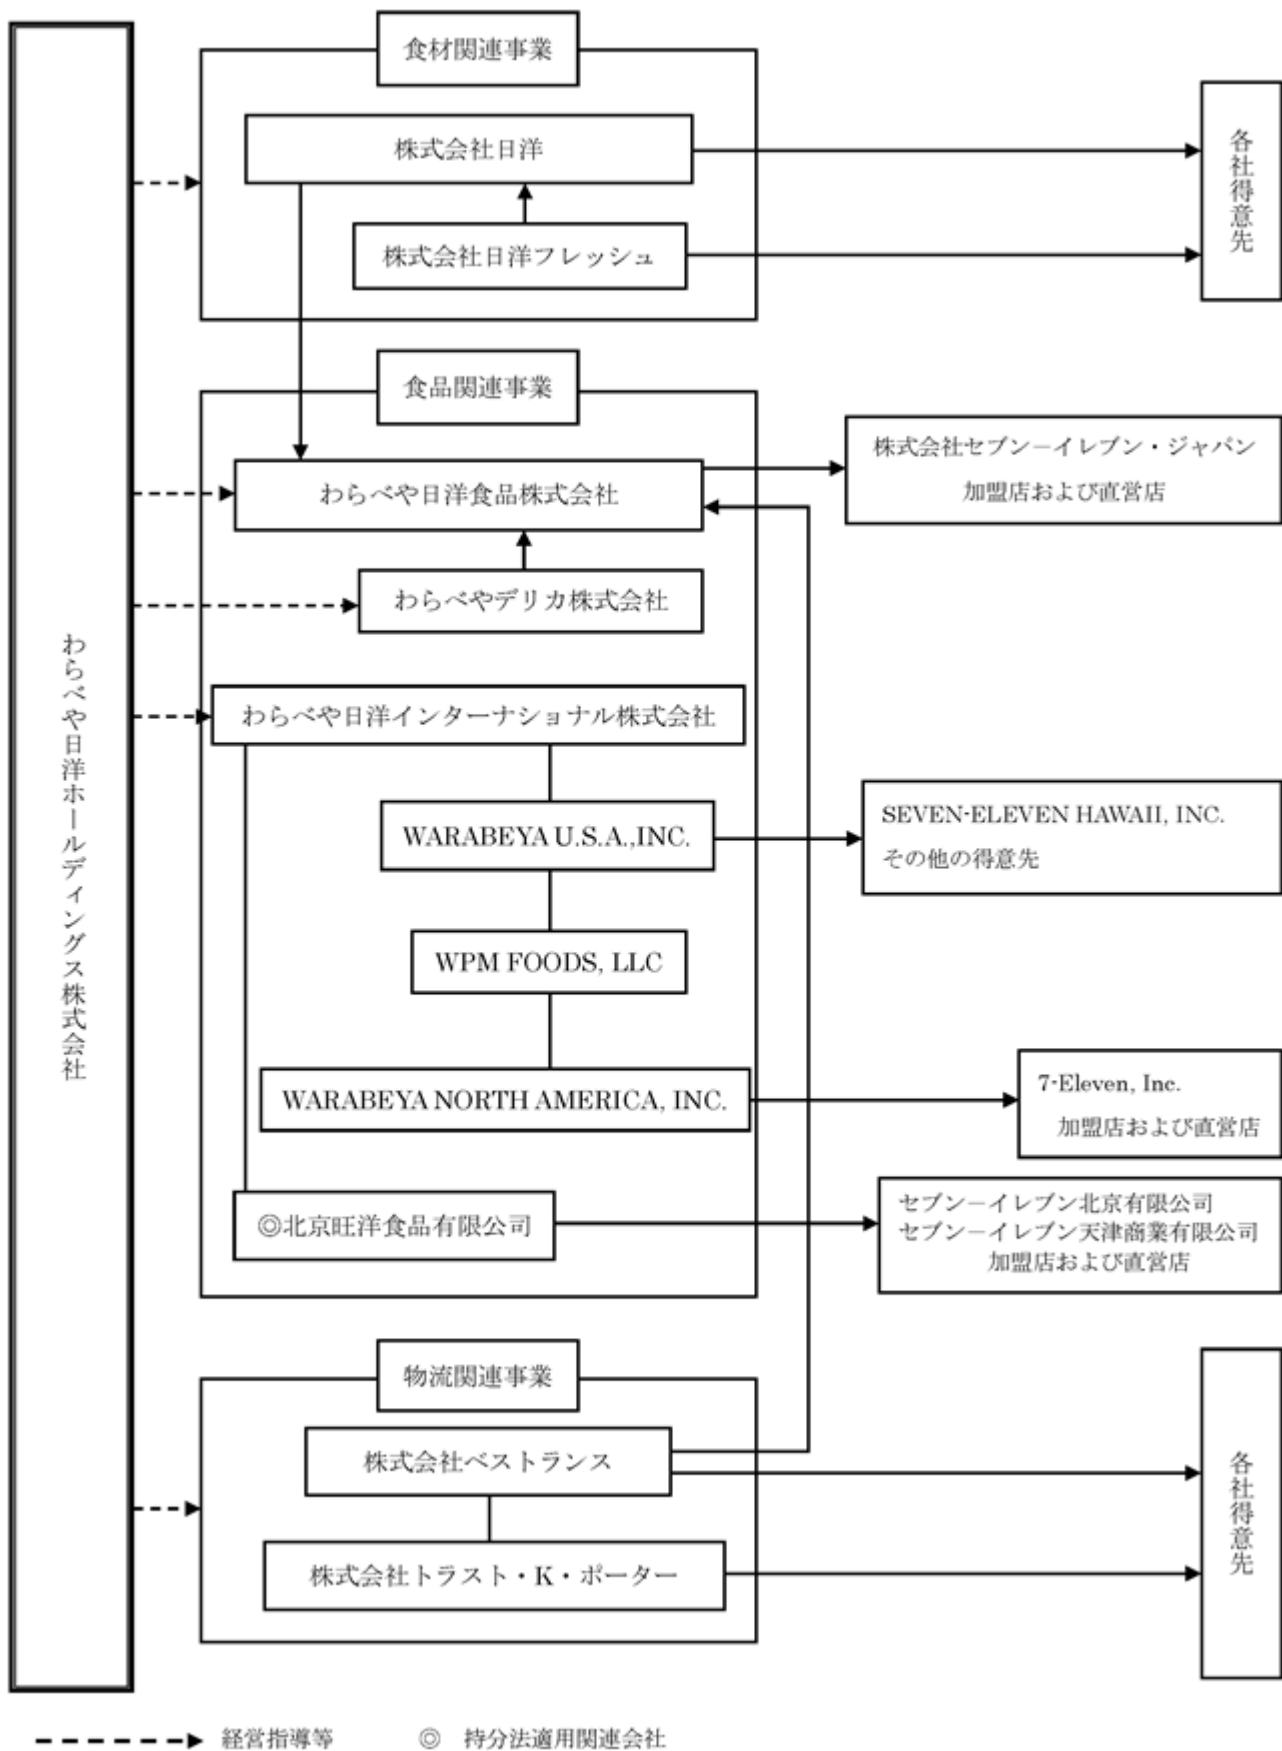 わらべや日洋ホールディングス株式会社
食材関連事業
株式会社日洋
株式会社日洋フレッシュ
各社得意先
食品関連事業
わらべや日洋食品株式会社
株式会社セブン－イレブン・ジャパン
加盟店および直営店
わらべやデリカ株式会社
わらべや日洋インターナショナル株式会社
WARABEYA U.S.A.,INC.
SEVEN-ELEVEN HAWAII, INC.
その他の得意先
WPM FOODS, LLC
WARABEYA NORTH AMERICA, INC.
7-Eleven, Inc.
加盟店および直営店
◎北京旺洋食品有限公司
セブン－イレブン北京有限公司
セブン－イレブン天津商業有限公司
加盟店および直営店
物流関連事業
株式会社ベストランス
株式会社トラスト・K・ポーター
各社得意先
経営指導等
◎ 持分法適用関連会社